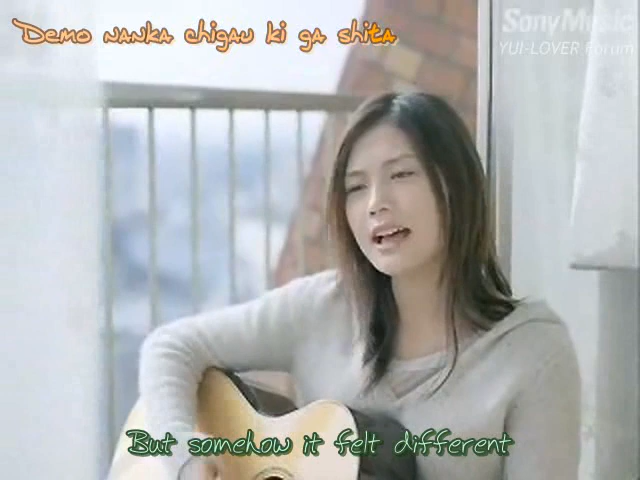 Demo nanka chigau ki ga shita
SonyMusic
YUI-LOVER Forum
But somehow it felt different